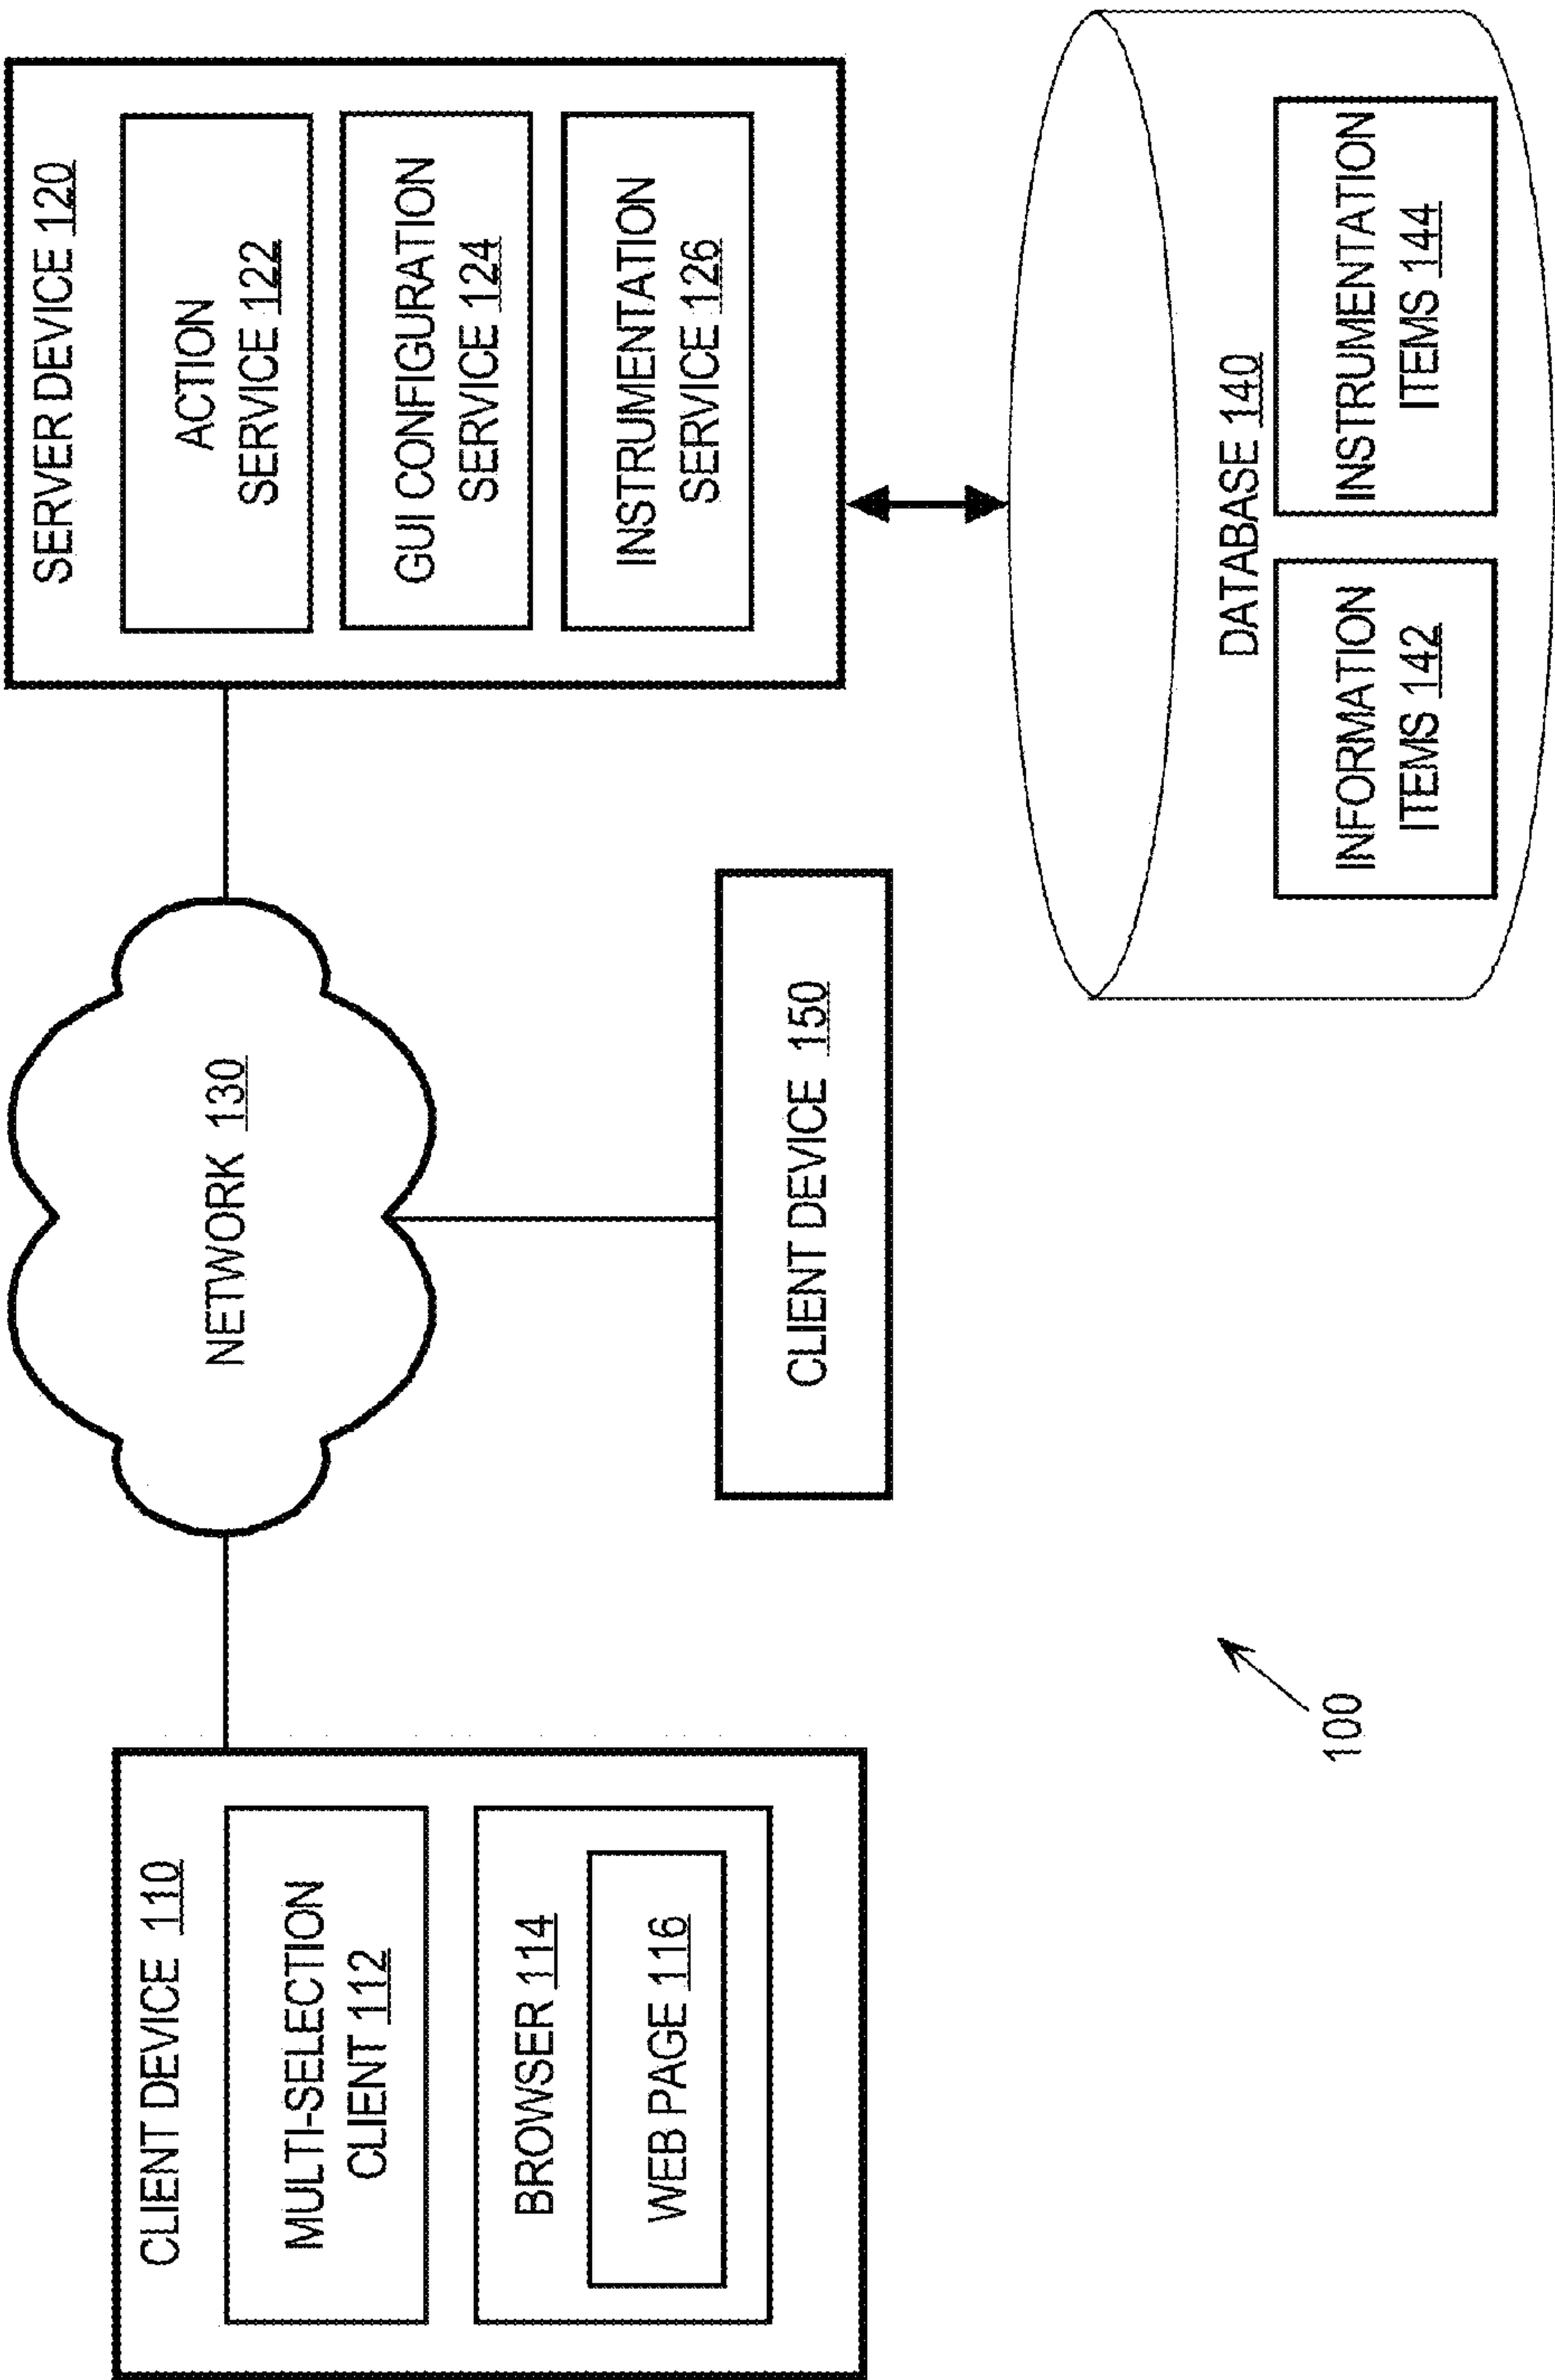 CLIENT DEVICE 110
MULTI-SELECTION
CLIENT 112
BROWSER 114
WEB PAGE 116
NETWORK 130
CLIENT DEVICE 150
SERVER DEVICE 120
ACTION
SERVICE 122
GUI CONFIGURATION
SERVICE 124
INSTRUMENTATION
SERVICE 126
DATABASE 140
INFORMATION
ITEMS 142
INSTRUMENTATION
ITEMS 144
100